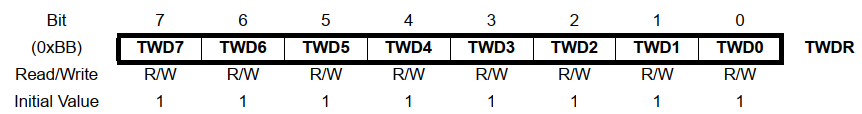 Bit 7 6 5 4 3 2 1 0
(0xBB) TWD7 TWD6 TWD5 TWD4 TWD3 TWD2 TWD1 TWD0 TWDR
Read/Write R/W R/W R/W R/W R/W R/W R/W R/W
Initial Value 1 1 1 1 1 1 1 1